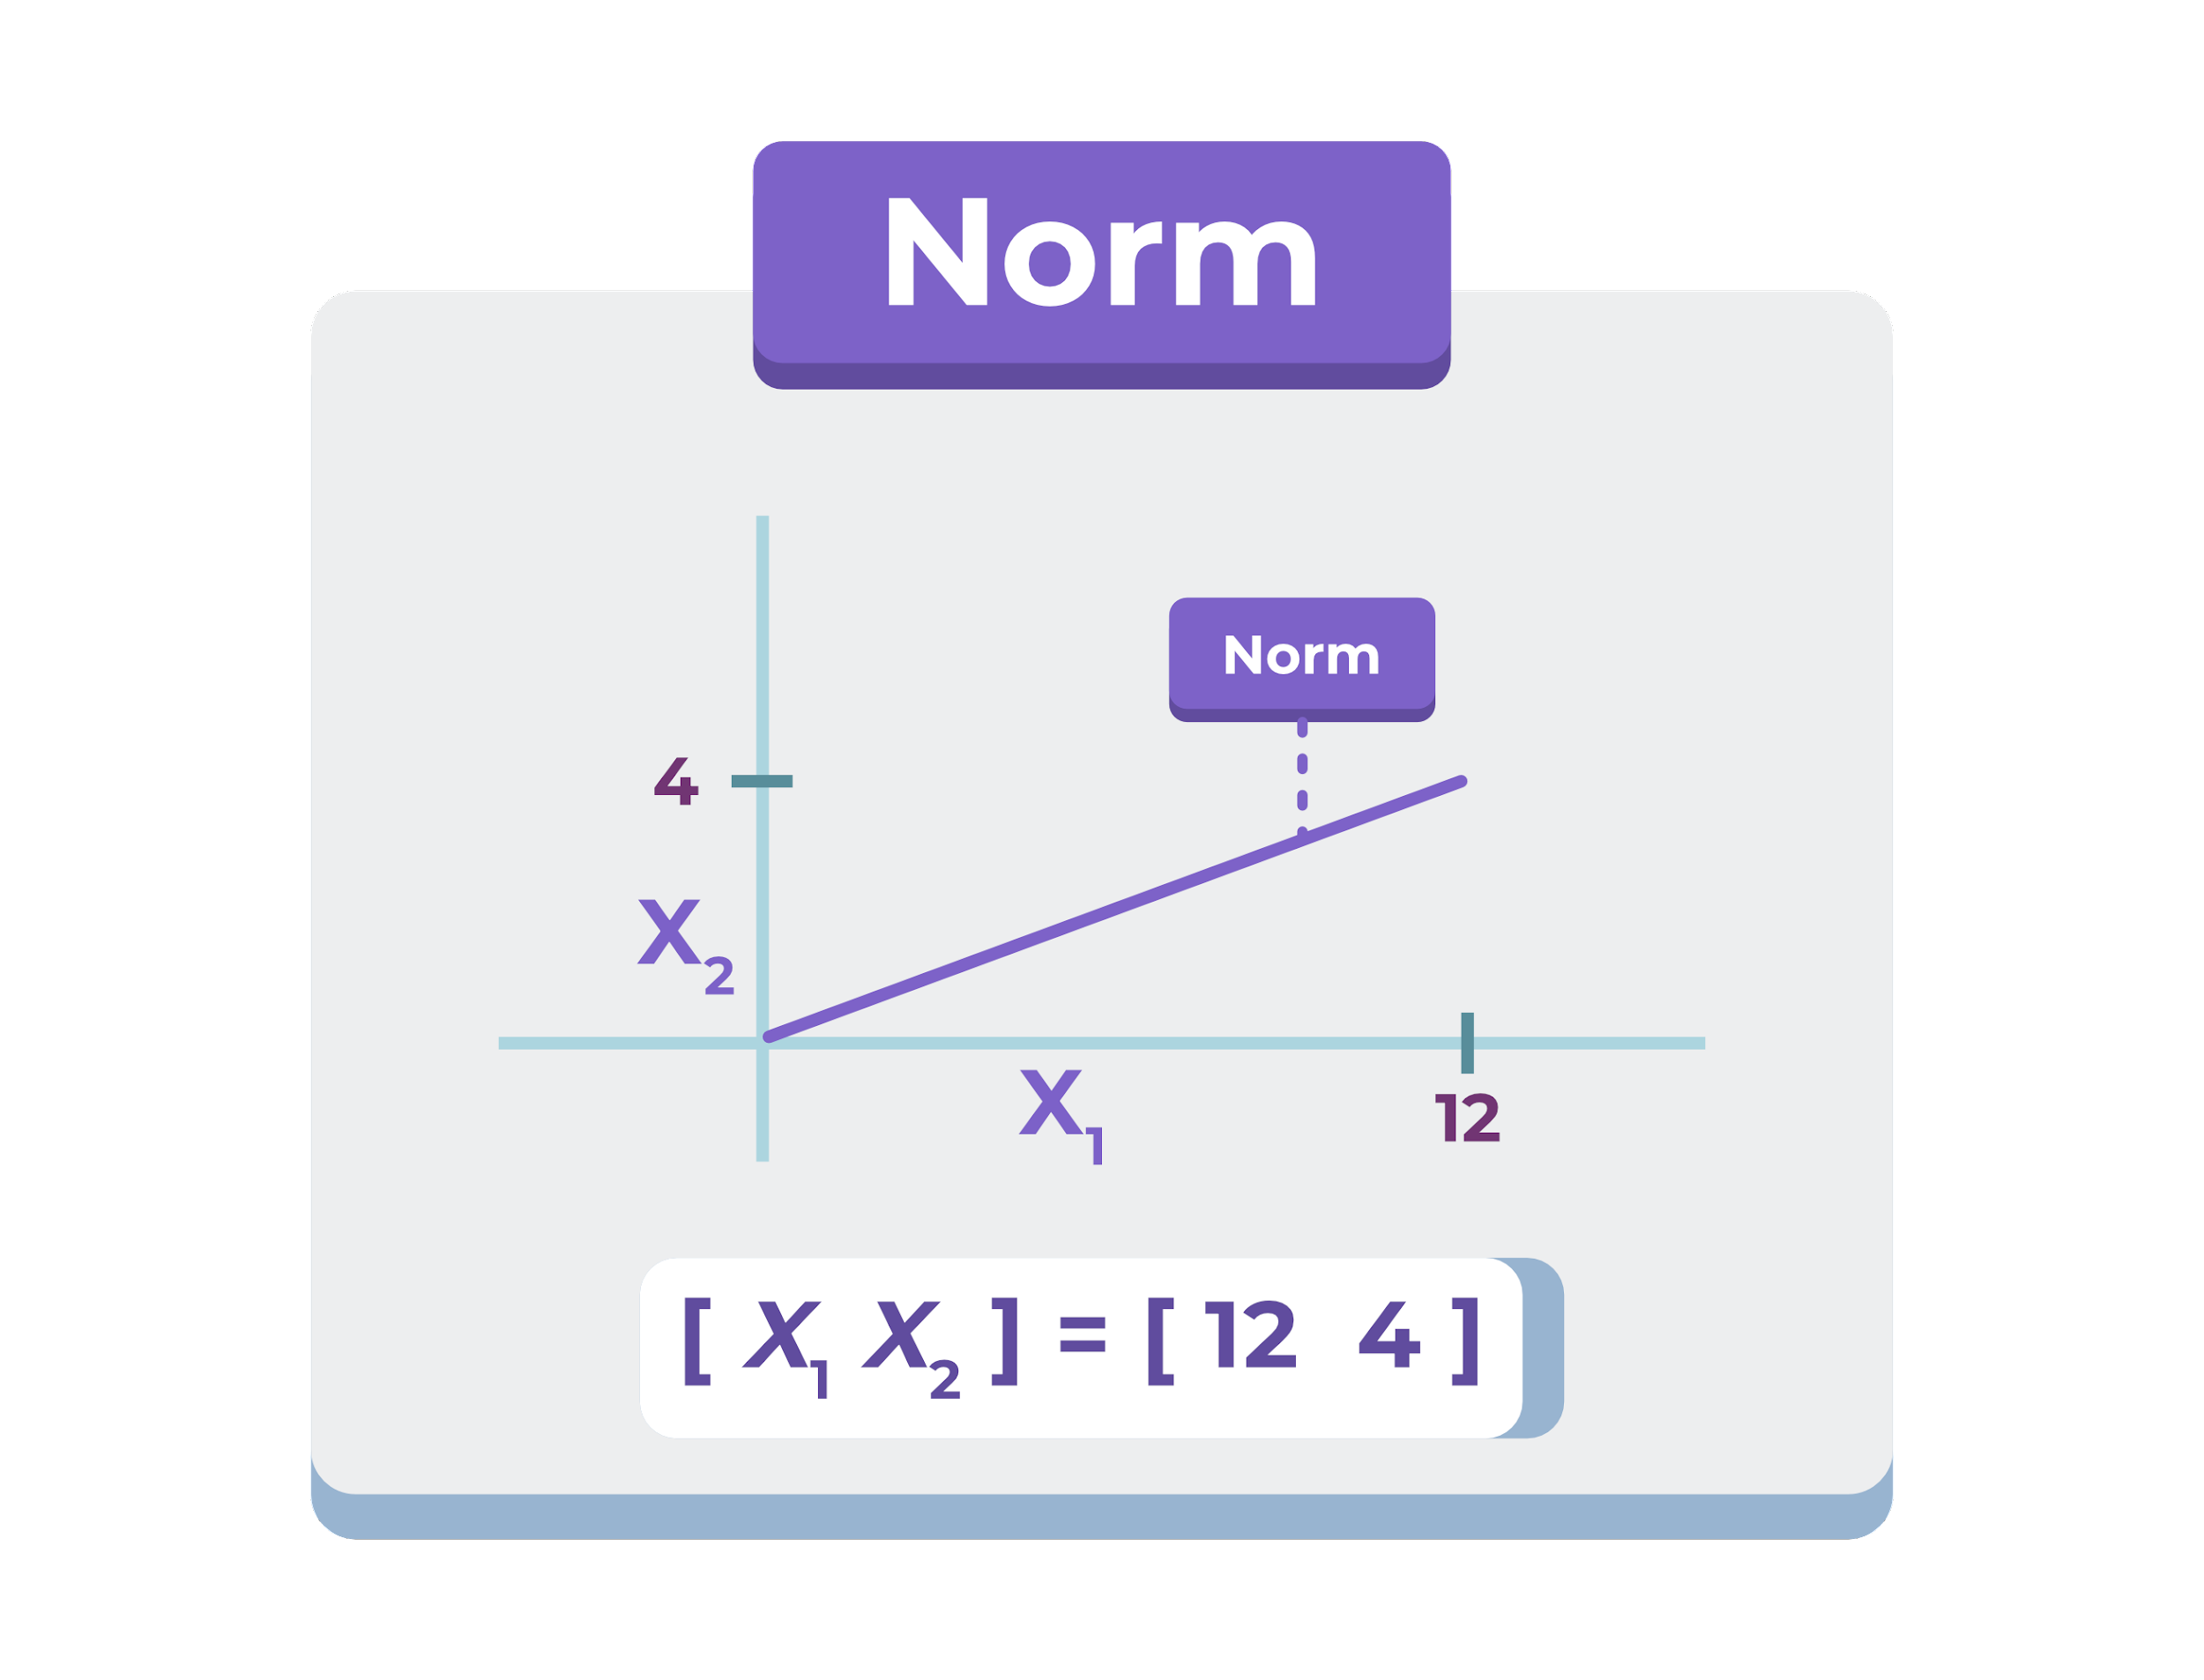 Norm
Norm
4
X₂
X₁
12
[ X₁ X₂ ] = [ 12 4 ]